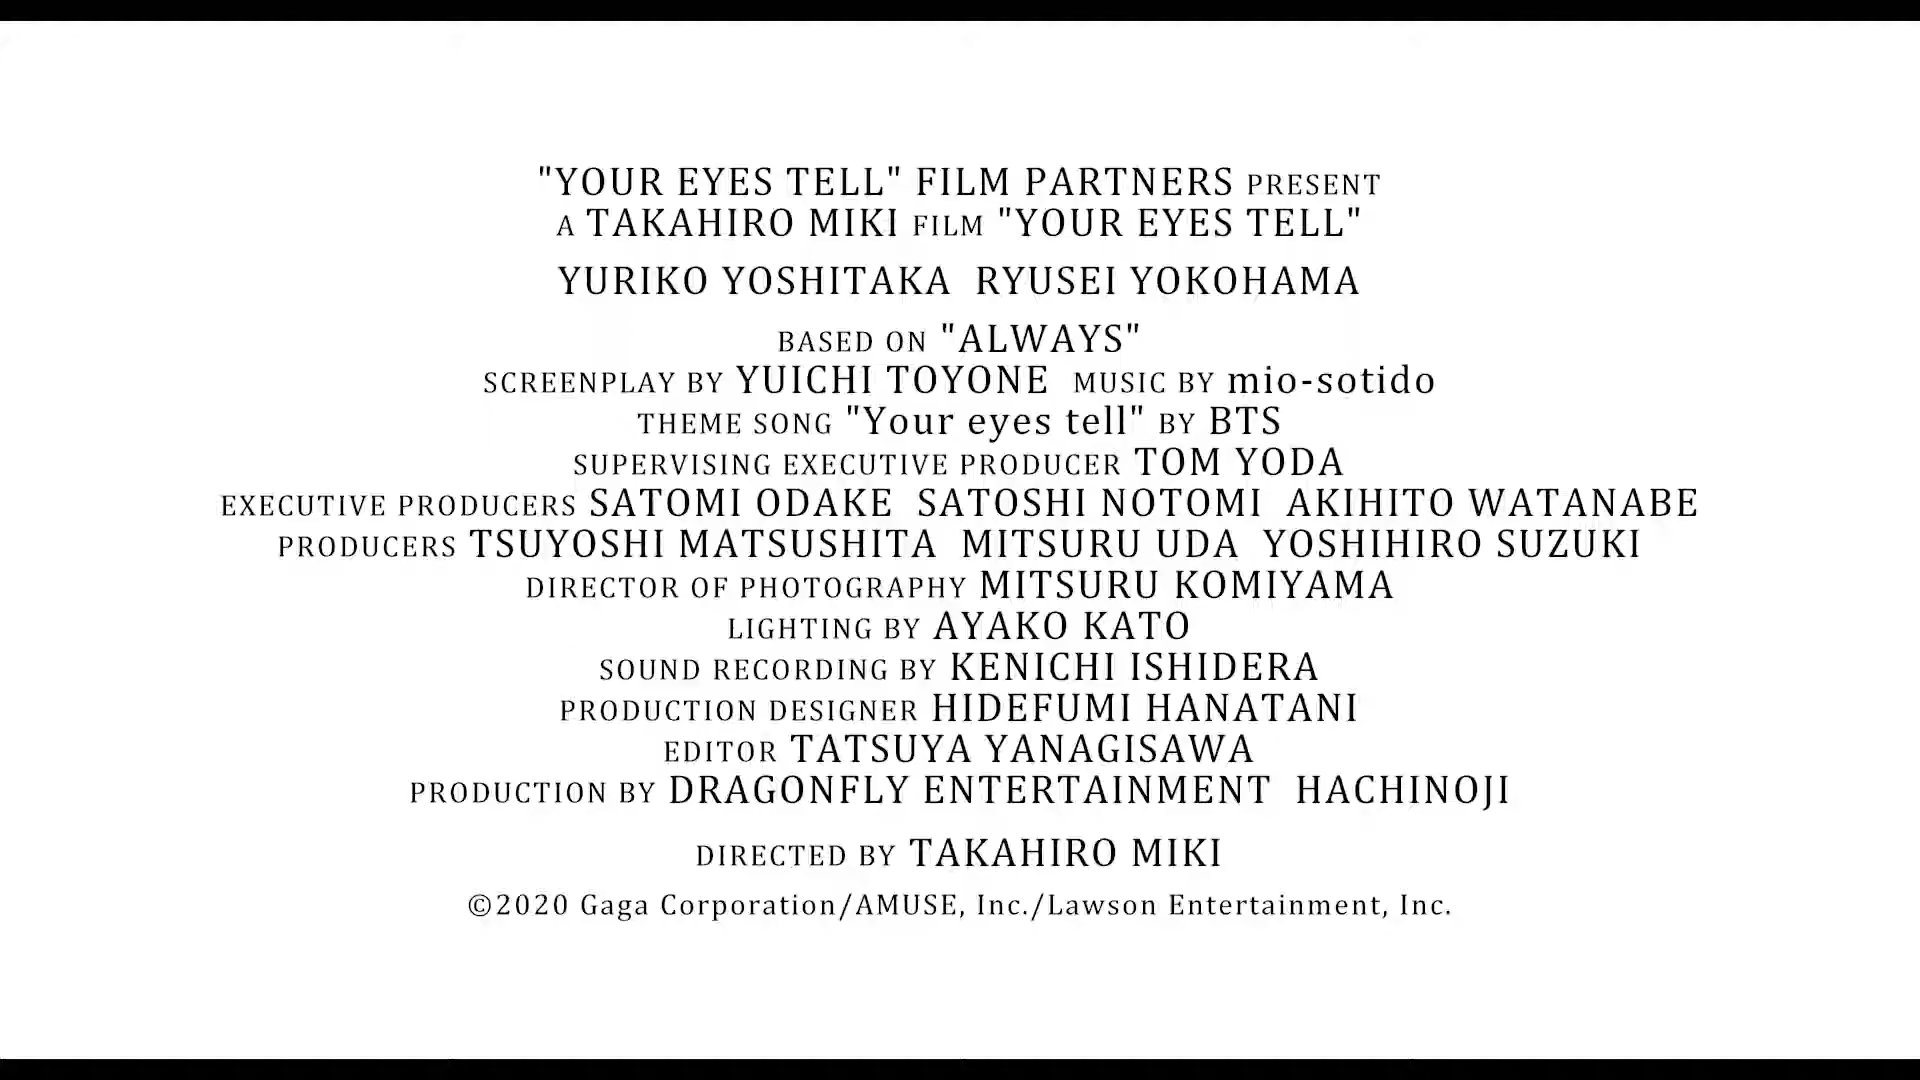 "YOUR EYES TELL" FILM PARTNERS PRESENT
A TAKAHIRO MIKI FILM "YOUR EYES TELL"
YURIKO YOSHITAKA RYUSEI YOKOHAMA
BASED ON "ALWAYS"
SCREENPLAY BY YUICHI TOYONE MUSIC BY mio-sotido
THEME SONG "Your eyes tell" BY BTS
SUPERVISING EXECUTIVE PRODUCER TOM YODA
EXECUTIVE PRODUCERS SATOMI ODAKE SATOSHI NOTOMI AKIHITO WATANABE
PRODUCERS TSUYOSHI MATSUSHITA MITSURU UDA YOSHIHIRO SUZUKI
DIRECTOR OF PHOTOGRAPHY MITSURU KOMIYAMA
LIGHTING BY AYAKO KATO
SOUND RECORDING BY KENICHI ISHIDERA
PRODUCTION DESIGNER HIDEFUMI HANATANI
EDITOR TATSUYA YANAGISAWA
PRODUCTION BY DRAGONFLY ENTERTAINMENT HACHINOJI
DIRECTED BY TAKAHIRO MIKI
©2020 Gaga Corporation/AMUSE, Inc./Lawson Entertainment, Inc.